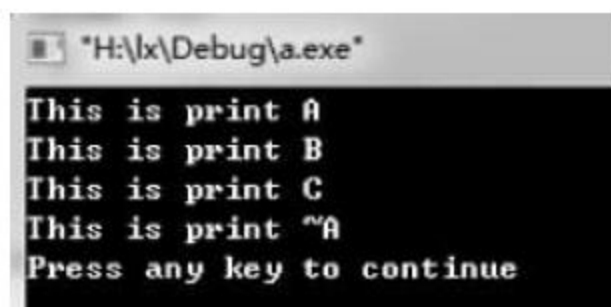 "H:\lx\Debug\a.exe"
This is print A
This is print B
This is print C
This is print ~A
Press any key to continue